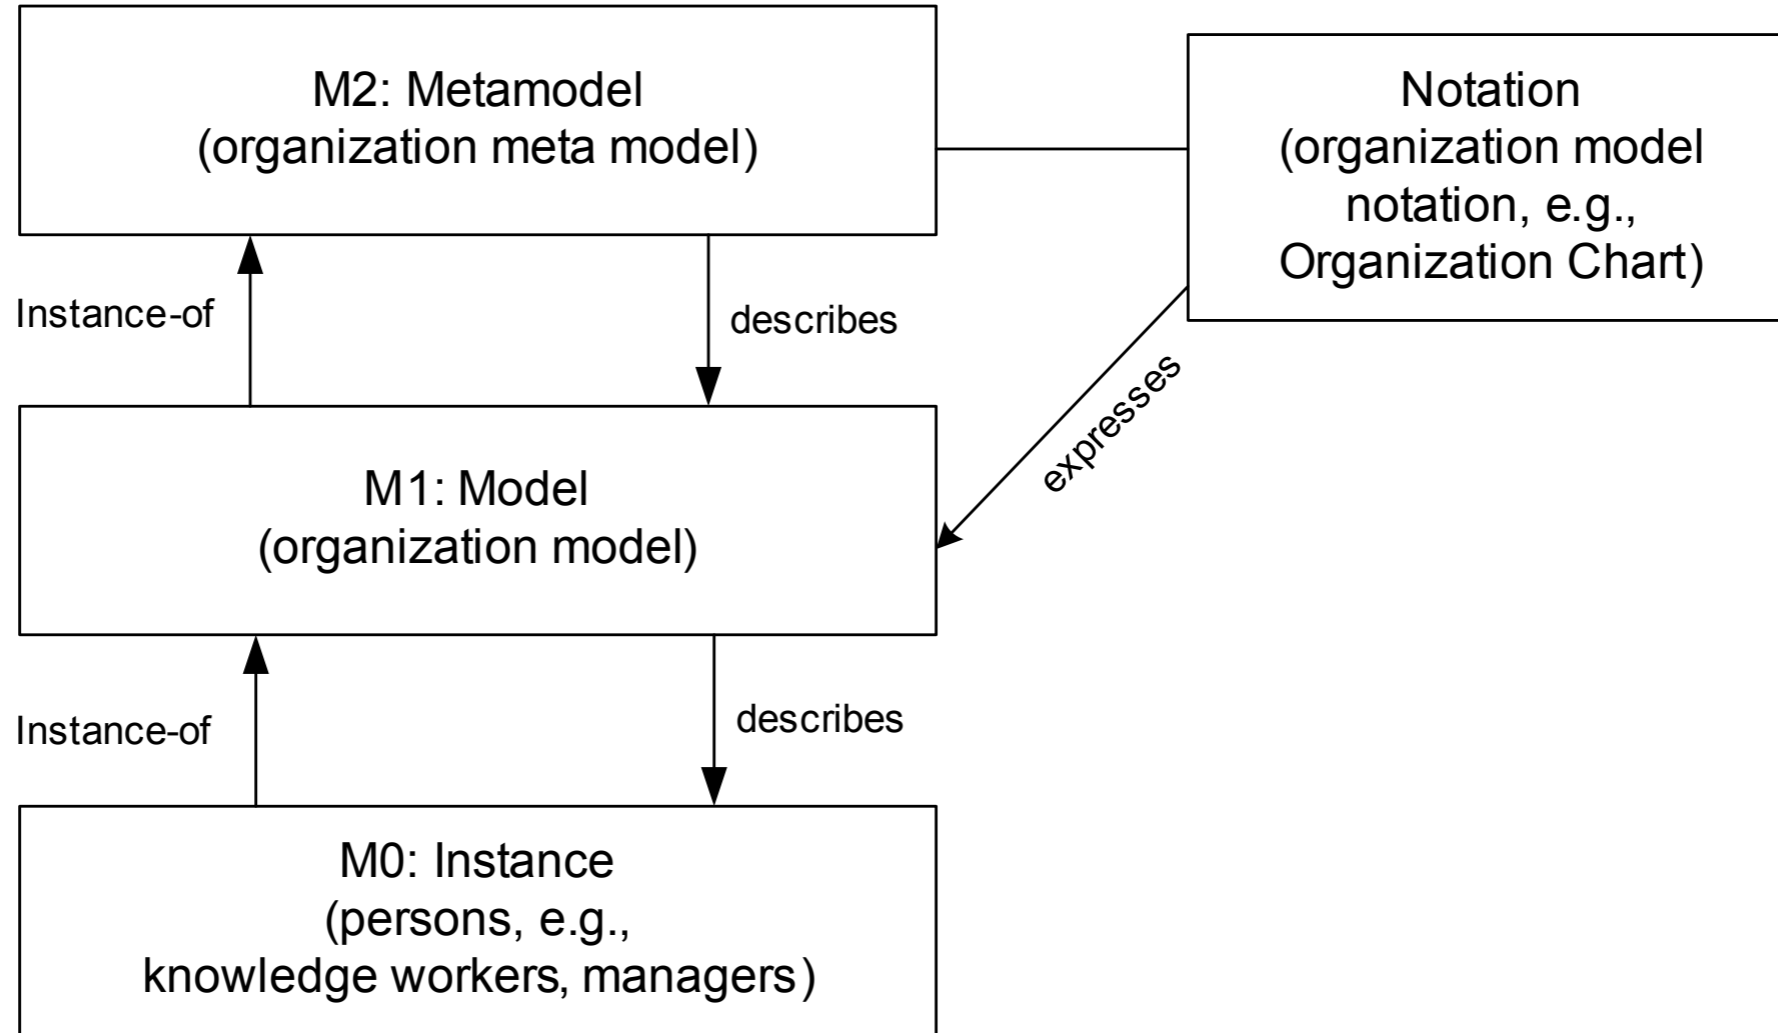 M2: Metamodel
(organization meta model)
Notation
(organization model
notation, e.g.,
Organization Chart)
Instance-of
describes
expresses
M1: Model
(organization model)
Instance-of
describes
M0: Instance
(persons, e.g.,
knowledge workers, managers)